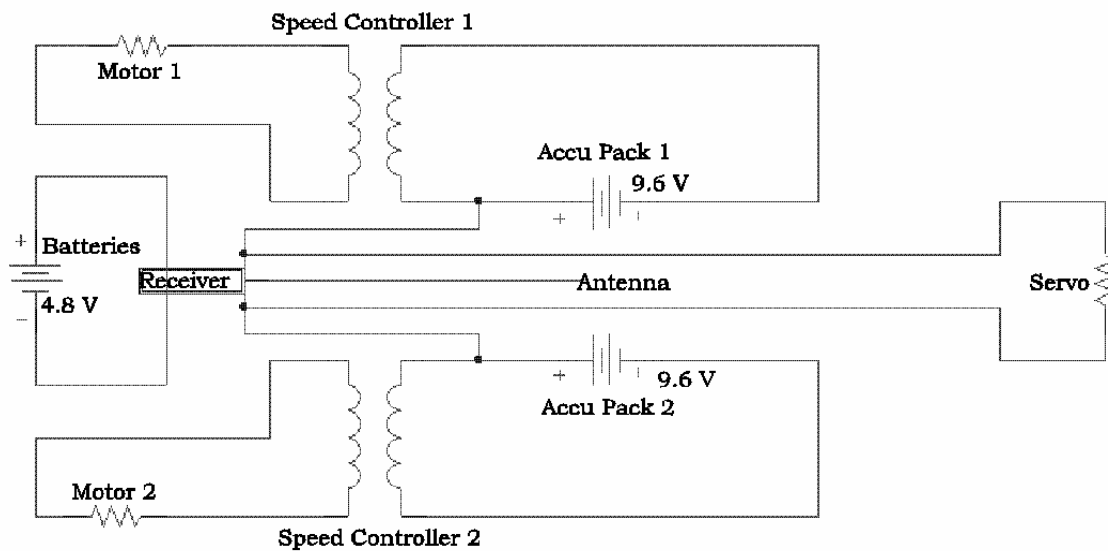 Speed Controller 1
Motor 1
Accu Pack 1
9.6 V
+
+
Batteries
Receiver
Antenna
Servo
4.8 V
+
9.6 V
Accu Pack 2
Motor 2
Speed Controller 2